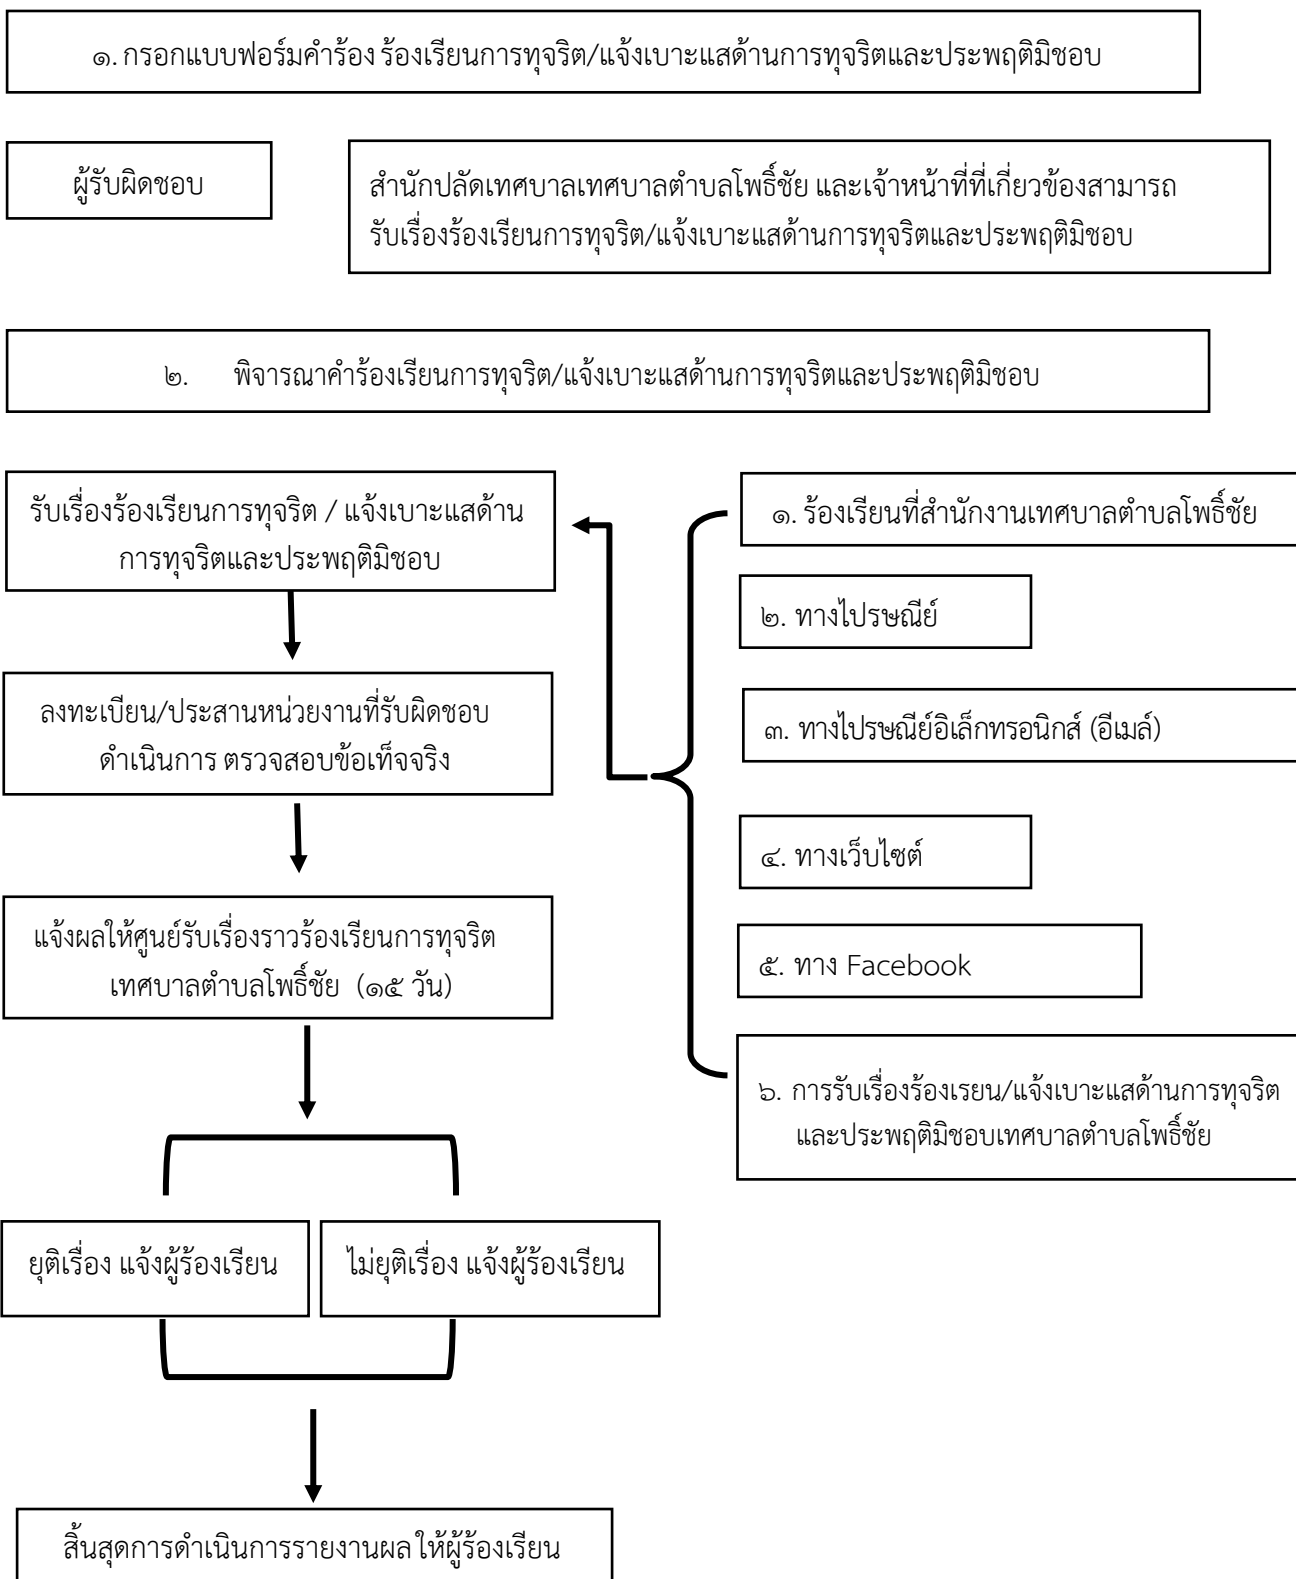 ๑. กรอกแบบฟอร์มคำร้อง ร้องเรียนการทุจริต/แจ้งเบาะแสด้านการทุจริตและประพฤติมิชอบ
ผู้รับผิดชอบ
สำนักปลัดเทศบาลเทศบาลตำบลโพธิ์ชัย และเจ้าหน้าที่ที่เกี่ยวข้องสามารถ
รับเรื่องร้องเรียนการทุจริต/แจ้งเบาะแสด้านการทุจริตและประพฤติมิชอบ
๒. พิจารณาคำร้องเรียนการทุจริต/แจ้งเบาะแสด้านการทุจริตและประพฤติมิชอบ
รับเรื่องร้องเรียนการทุจริต / แจ้งเบาะแสด้าน
การทุจริตและประพฤติมิชอบ
ลงทะเบียน/ประสานหน่วยงานที่รับผิดชอบ
ดำเนินการ ตรวจสอบข้อเท็จจริง
แจ้งผลให้ศูนย์รับเรื่องราวร้องเรียนการทุจริต
เทศบาลตำบลโพธิ์ชัย (๑๕ วัน)
๑. ร้องเรียนที่สำนักงานเทศบาลตำบลโพธิ์ชัย
๒. ทางไปรษณีย์
๓. ทางไปรษณีย์อิเล็กทรอนิกส์ (อีเมล์)
๔. ทางเว็บไซต์
๕. ทาง Facebook
๖. การรับเรื่องร้องเรยน/แจ้งเบาะแสด้านการทุจริต
และประพฤติมิชอบเทศบาลตำบลโพธิ์ชัย
ยุติเรื่อง แจ้งผู้ร้องเรียน
ไม่ยุติเรื่อง แจ้งผู้ร้องเรียน
สิ้นสุดการดำเนินการรายงานผล ให้ผู้ร้องเรียน